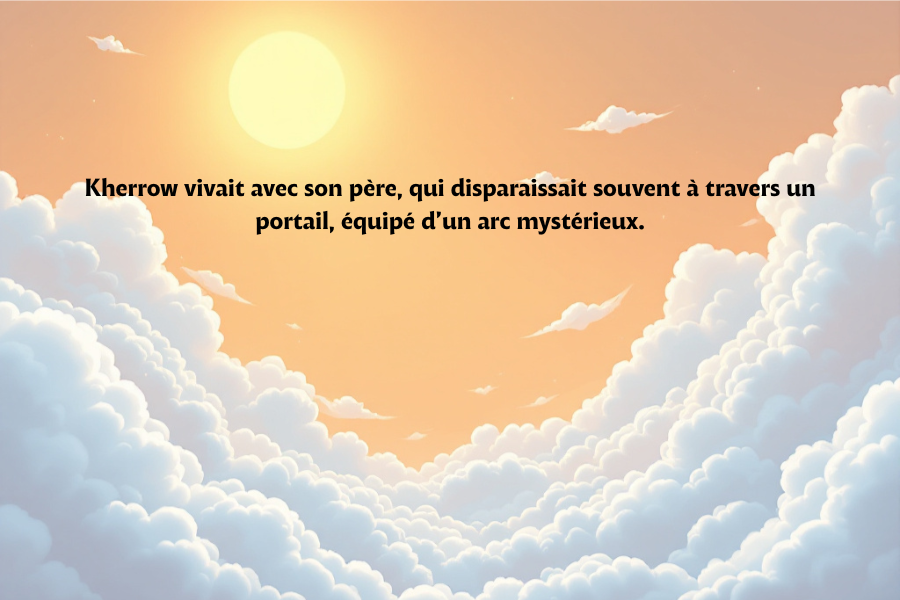 Kherrow vivait avec son père, qui disparaissait souvent à travers un
portail, équipé d’un arc mystérieux.